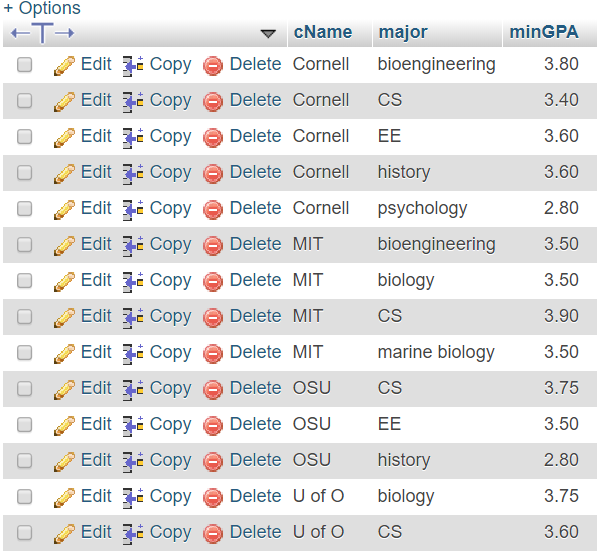 + Options
cName major minGPA
Edit Copy Delete Cornell bioengineering 3.80
Edit Copy Delete Cornell CS 3.40
Edit Copy Delete Cornell EE 3.60
Edit Copy Delete Cornell history 3.60
Edit Copy Delete Cornell psychology 2.80
Edit Copy Delete MIT bioengineering 3.50
Edit Copy Delete MIT biology 3.50
Edit Copy Delete MIT CS 3.90
Edit Copy Delete MIT marine biology 3.50
Edit Copy Delete OSU CS 3.75
Edit Copy Delete OSU EE 3.50
Edit Copy Delete OSU history 2.80
Edit Copy Delete U of O biology 3.75
Edit Copy Delete U of O CS 3.60